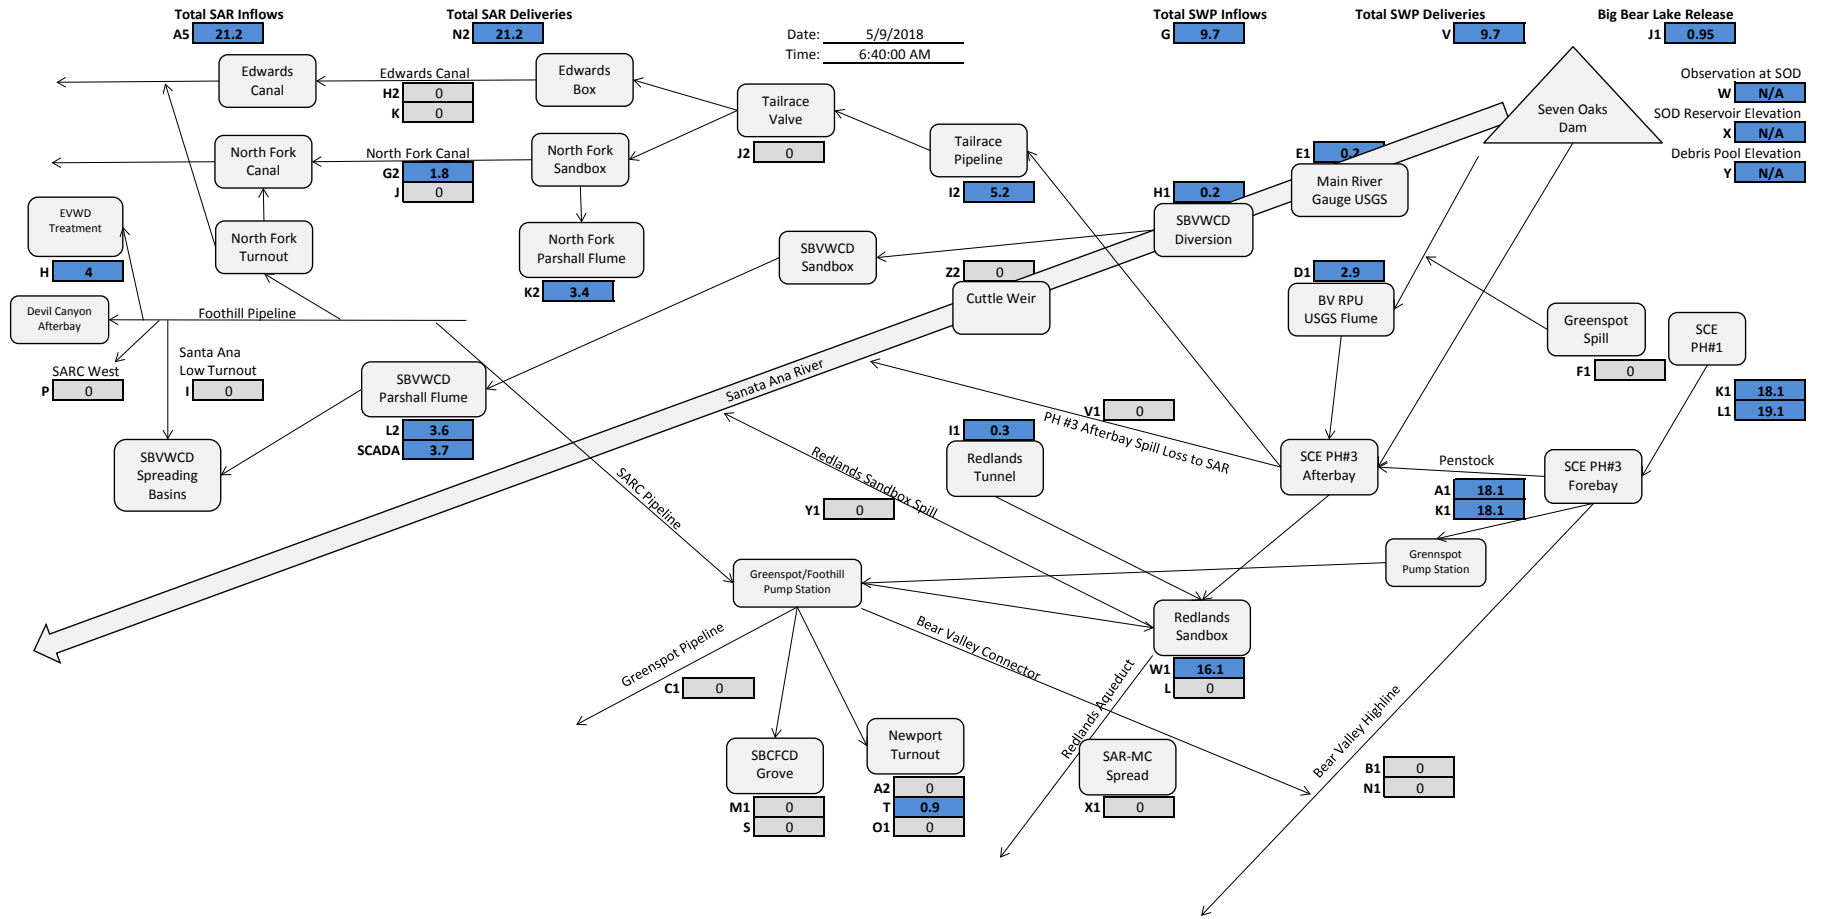 Total SAR Inflows
A5 21.2
Total SAR Deliveries
N2 21.2
Date: 5/9/2018
Time: 6:40:00 AM
Total SWP Inflows
G 9.7
Total SWP Deliveries
V 9.7
Big Bear Lake Release
J1 0.95
Observation at SOD
W N/A
SOD Reservoir Elevation
X N/A
Debris Pool Elevation
Y N/A
Edwards
Canal
Edwards Canal
H2 0
K 0
Edwards
Box
Tailrace
Valve
J2 0
Tailrace
Pipeline
I2 5.2
Seven Oaks
Dam
E1 0.2
Main River
Gauge USGS
H1 0.2
SBVWCD
Diversion
North Fork
Canal
North Fork Canal
G2 1.8
J 0
North Fork
Sandbox
EVWD
Treatment
H 4
North Fork
Turnout
North Fork
Parshall Flume
K2 3.4
SBVWCD
Sandbox
Z2 0
Cuttle Weir
D1 2.9
BV RPU
USGS Flume
Greenspot
Spill
F1 0
SCE
PH#1
K1 18.1
L1 19.1
Devil Canyon
Afterbay
Foothill Pipeline
SARC West
P 0
Santa Ana
Low Turnout
I 0
SBVWCD
Parshall Flume
L2 3.6
SCADA 3.7
Sanata Ana River
V1 0
PH #3 Afterbay Spill Loss to SAR
I1 0.3
Redlands
Tunnel
SCE PH#3
Afterbay
Penstock
A1 18.1
K1 18.1
SCE PH#3
Forebay
SBVWCD
Spreading
Basins
SARC Pipeline
Redlands Sandbox Spill
Y1 0
Grennspot
Pump Station
Greenspot/Foothill
Pump Station
Redlands
Sandbox
W1 16.1
L 0
Greenspot Pipeline
C1 0
Bear Valley Connector
Redlands Aqueduct
Bear Valley Highline
SBCFCD
Grove
M1 0
S 0
Newport
Turnout
A2 0
T 0.9
O1 0
SAR-MC
Spread
X1 0
B1 0
N1 0